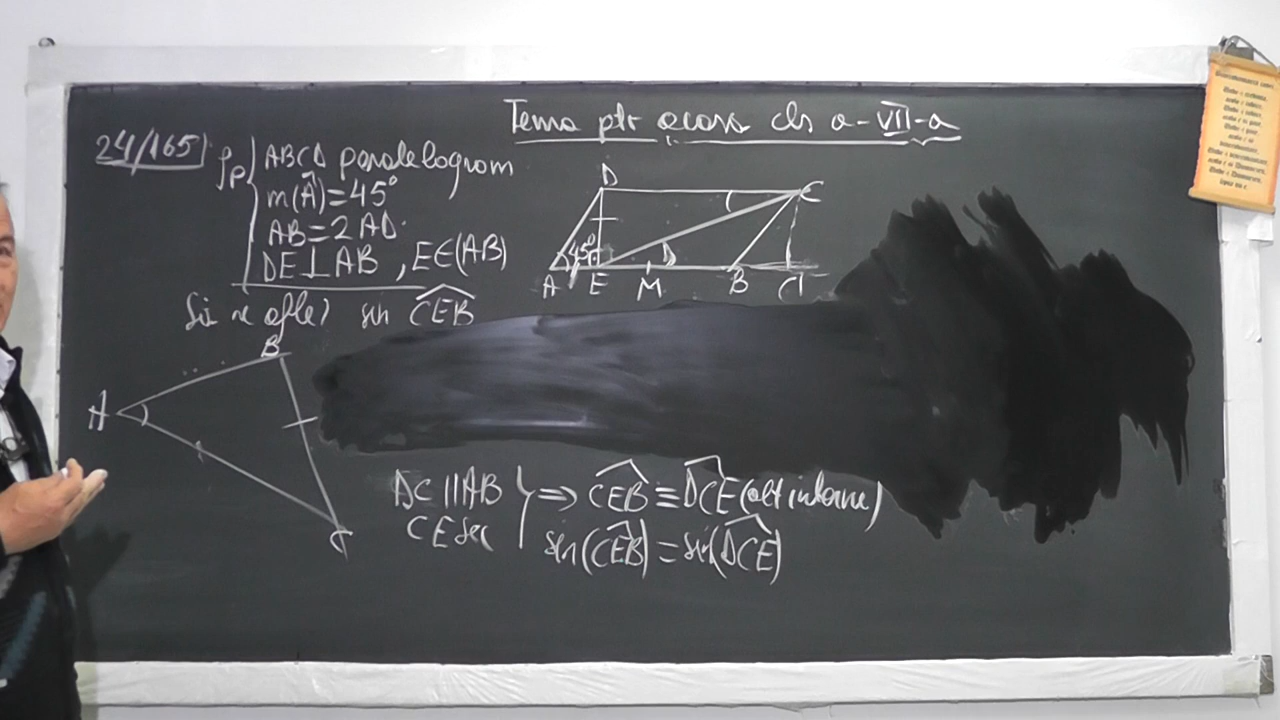 Tema ptr acasă cls a-VII-a
24/165
Ip ABCD paralelogram
m(Â)=45°
AB=2AD
DE⊥AB, E∈(AB)
Să se afle) sin CEB
D C
45°
A E M B C'
A B C
DC || AB
CE sec
⇒ CEB ≡ DCE (alt interne)
sin(CEB) = sin(DCE)